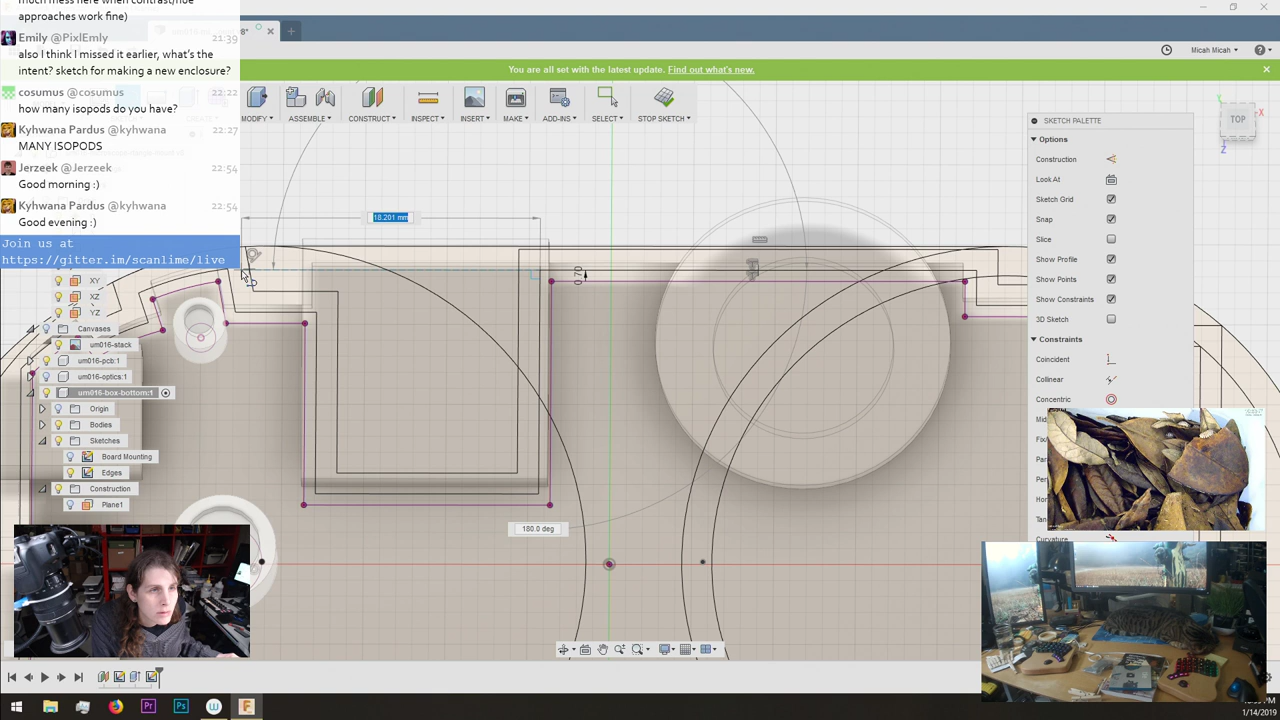 much mess here when contrast/hue
approaches work fine)
Emily @PixlEmly 21:39
also I think I missed it earlier, what's the
intent? sketch for making a new enclosure?
cosumus @cosumus 22:22
how many isopods do you have?
Kyhwana Pardus @kyhwana 22:27
MANY ISOPODS
Jerzeek @Jerzeek 22:54
Good morning :)
Kyhwana Pardus @kyhwana 22:54
Good evening :)
Join us at
https://gitter.im/scanlime/live
Micah Micah
You are all set with the latest update. Find out what's new.
MODIFY
ASSEMBLE
CONSTRUCT
INSPECT
INSERT
MAKE
ADD-INS
SELECT
STOP SKETCH
TOP
X
Z
SKETCH PALETTE
Options
Construction
Look At
Sketch Grid
Snap
Slice
Show Profile
Show Points
Show Constraints
3D Sketch
Constraints
Coincident
Collinear
Concentric
18.201 mm
0.70
180.0 deg
XY
XZ
YZ
Canvases
um016-stack
um016-pcb:1
um016-optics:1
um016-box-bottom:1
Origin
Bodies
Sketches
Board Mounting
Edges
Construction
Plane1
1/14/2019